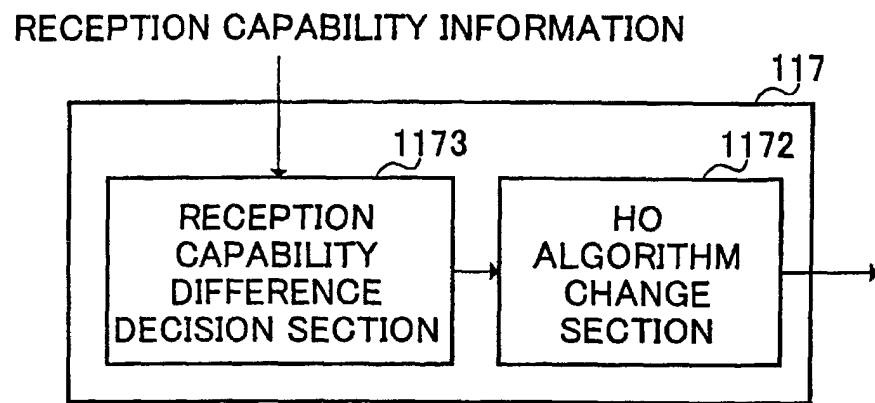 RECEPTION CAPABILITY INFORMATION
117
1173
1172
RECEPTION
CAPABILITY
DIFFERENCE
DECISION SECTION
HO
ALGORITHM
CHANGE
SECTION